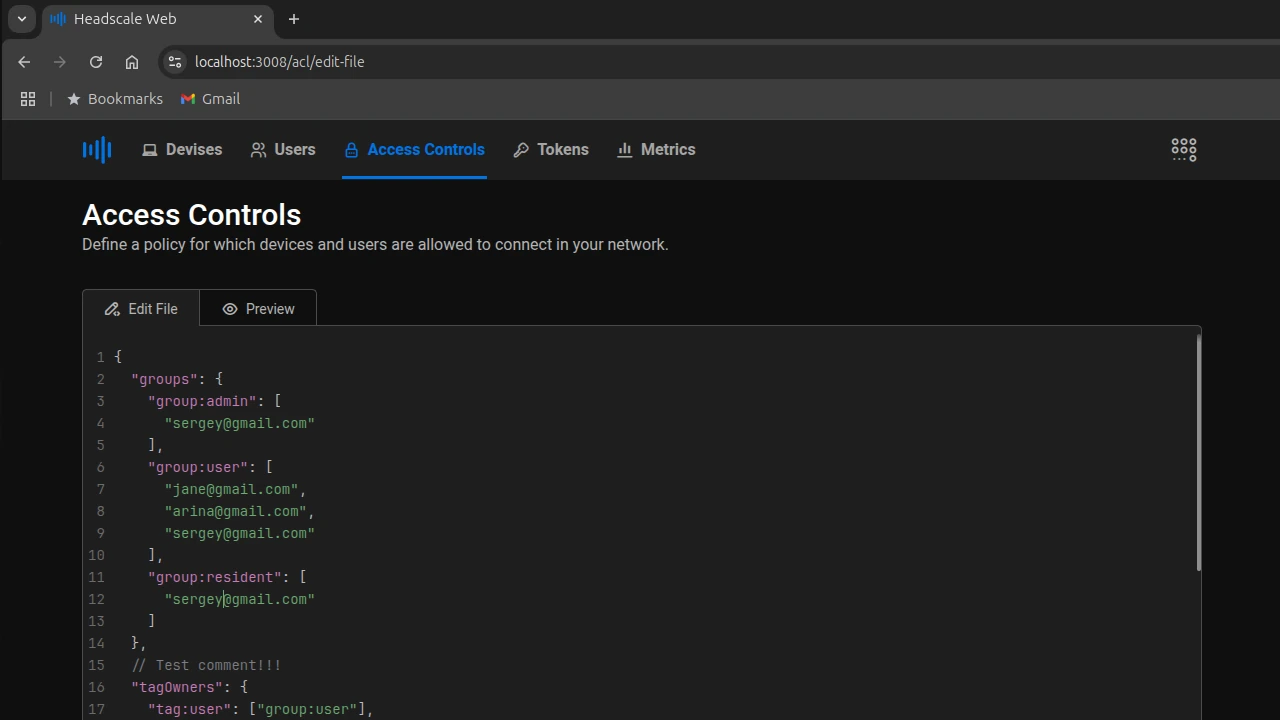 Headscale Web
localhost:3008/acl/edit-file
Bookmarks Gmail
Devises Users Access Controls Tokens Metrics
Access Controls
Define a policy for which devices and users are allowed to connect in your network.
Edit File Preview
1 {
2 "groups": {
3 "group:admin": [
4 "sergey@gmail.com"
5 ],
6 "group:user": [
7 "jane@gmail.com",
8 "arina@gmail.com",
9 "sergey@gmail.com"
10 ],
11 "group:resident": [
12 "sergey@gmail.com"
13 ]
14 },
15 // Test comment!!!
16 "tagOwners": {
17 "tag:user": ["group:user"],